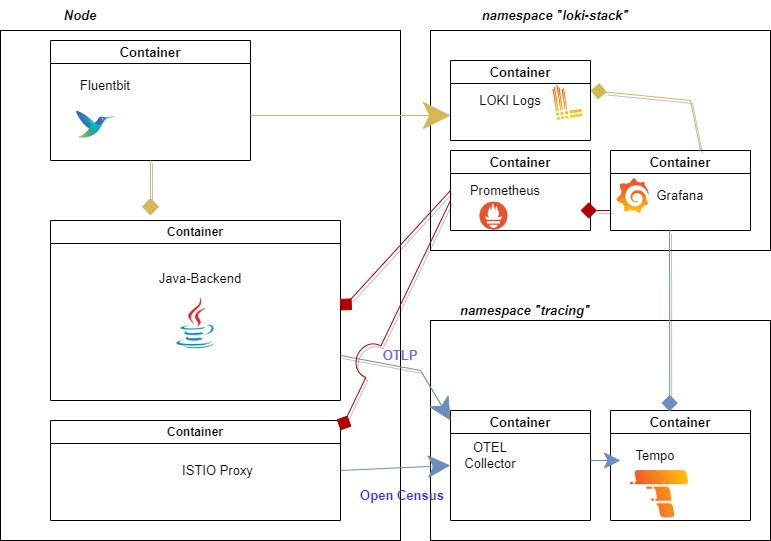 Node
Container
Fluentbit
Container
Java-Backend
Container
ISTIO Proxy
OTLP
Open Census
namespace "loki-stack"
Container
LOKI Logs
Container
Prometheus
Container
Grafana
namespace "tracing"
Container
OTEL
Collector
Container
Tempo